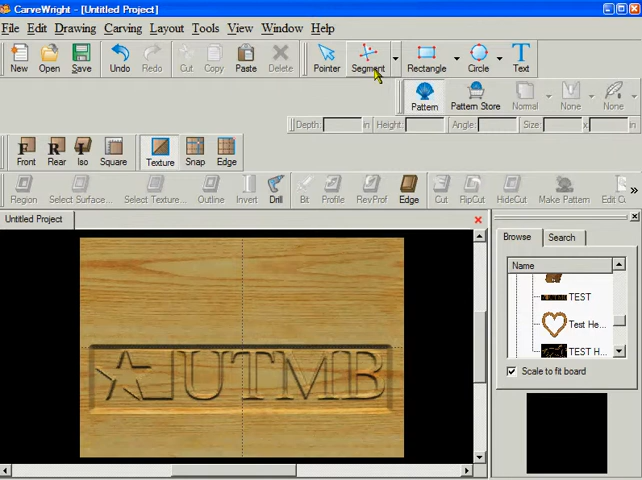 CarveWright - [Untitled Project]
File Edit Drawing Carving Layout Tools View Window Help
New Open Save Undo Redo Cut Copy Paste Delete Pointer Segment Rectangle Circle Text
Pattern Pattern Store Normal None None
Depth: in Height: Angle: Size: x in
F R I
Front Rear Iso Square Texture Snap Edge
Region Select Surface... Select Texture... Outline Invert Drill Bit Profile RevProf Edge Cut RipCut HideCut Make Pattern Edit Cu
Untitled Project
Browse Search
Name
TEST
Test He...
TEST H...
Scale to fit board
UTMB